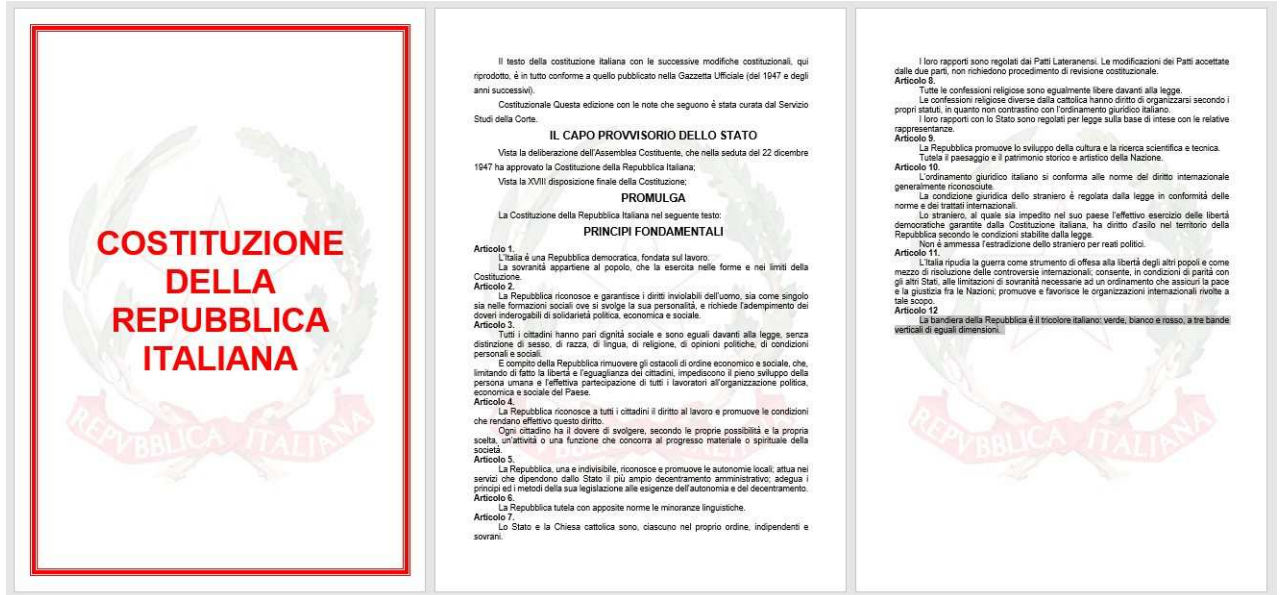 COSTITUZIONE
DELLA
REPUBBLICA
ITALIANA
REPVBBLICA ITALIANA
Il testo della costituzione italiana con le successive modifiche costituzionali, qui
riprodotto, è in tutto conforme a quello pubblicato nella Gazzetta Ufficiale (del 1947 e degli
anni successivi).
Costituzionale Questa edizione con le note che seguono è stata curata dal Servizio
Studi della Corte.
IL CAPO PROVVISORIO DELLO STATO
Vista la deliberazione dell'Assemblea Costituente, che nella seduta del 22 dicembre
1947 ha approvato la Costituzione della Repubblica Italiana;
Vista la XVIII disposizione finale della Costituzione;
PROMULGA
La Costituzione della Repubblica Italiana nel seguente testo:
PRINCIPI FONDAMENTALI
Articolo 1.
L'Italia è una Repubblica democratica, fondata sul lavoro.
La sovranità appartiene al popolo, che la esercita nelle forme e nei limiti della
Costituzione.
Articolo 2.
La Repubblica riconosce e garantisce i diritti inviolabili dell'uomo, sia come singolo
sia nelle formazioni sociali ove si svolge la sua personalità, e richiede l'adempimento dei
doveri inderogabili di solidarietà politica, economica e sociale.
Articolo 3.
Tutti i cittadini hanno pari dignità sociale e sono eguali davanti alla legge, senza
distinzione di sesso, di razza, di lingua, di religione, di opinioni politiche, di condizioni
personali e sociali.
E compito della Repubblica rimuovere gli ostacoli di ordine economico e sociale, che,
limitando di fatto la libertà e l'eguaglianza dei cittadini, impediscono il pieno sviluppo della
persona umana e l'effettiva partecipazione di tutti i lavoratori all'organizzazione politica,
economica e sociale del Paese.
Articolo 4.
La Repubblica riconosce a tutti i cittadini il diritto al lavoro e promuove le condizioni
che rendano effettivo questo diritto.
Ogni cittadino ha il dovere di svolgere, secondo le proprie possibilità e la propria
scelta, un'attività o una funzione che concorra al progresso materiale o spirituale della
società.
Articolo 5.
La Repubblica, una e indivisibile, riconosce e promuove le autonomie locali; attua nei
servizi che dipendono dallo Stato il più ampio decentramento amministrativo; adegua i
principi ed i metodi della sua legislazione alle esigenze dell'autonomia e del decentramento.
Articolo 6.
La Repubblica tutela con apposite norme le minoranze linguistiche.
Articolo 7.
Lo Stato e la Chiesa cattolica sono, ciascuno nel proprio ordine, indipendenti e
sovrani.
REPVBBLICA ITALIANA
I loro rapporti sono regolati dai Patti Lateranensi. Le modificazioni dei Patti accettate
dalle due parti, non richiedono procedimento di revisione costituzionale.
Articolo 8.
Tutte le confessioni religiose sono egualmente libere davanti alla legge.
Le confessioni religiose diverse dalla cattolica hanno diritto di organizzarsi secondo i
propri statuti, in quanto non contrastino con l'ordinamento giuridico italiano.
I loro rapporti con lo Stato sono regolati per legge sulla base di intese con le relative
rappresentanze.
Articolo 9.
La Repubblica promuove lo sviluppo della cultura e la ricerca scientifica e tecnica.
Tutela il paesaggio e il patrimonio storico e artistico della Nazione.
Articolo 10.
L'ordinamento giuridico italiano si conforma alle norme del diritto internazionale
generalmente riconosciute.
La condizione giuridica dello straniero è regolata dalla legge in conformità delle
norme e dei trattati internazionali.
Lo straniero, al quale sia impedito nel suo paese l'effettivo esercizio delle libertà
democratiche garantite dalla Costituzione italiana, ha diritto d'asilo nel territorio della
Repubblica secondo le condizioni stabilite dalla legge.
Non è ammessa l'estradizione dello straniero per reati politici.
Articolo 11.
L'Italia ripudia la guerra come strumento di offesa alla libertà degli altri popoli e come
mezzo di risoluzione delle controversie internazionali; consente, in condizioni di parità con
gli altri Stati, alle limitazioni di sovranità necessarie ad un ordinamento che assicuri la pace
e la giustizia fra le Nazioni; promuove e favorisce le organizzazioni internazionali rivolte a
tale scopo.
Articolo 12
La bandiera della Repubblica è il tricolore italiano: verde, bianco e rosso, a tre bande
verticali di eguali dimensioni.
REPVBBLICA ITALIANA